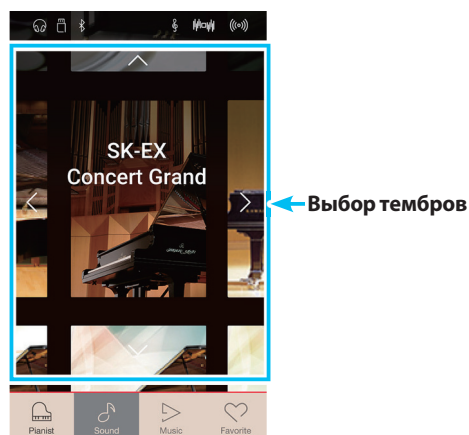 SK-EX
Concert Grand
Выбор тембров
Pianist
Sound
Music
Favorite